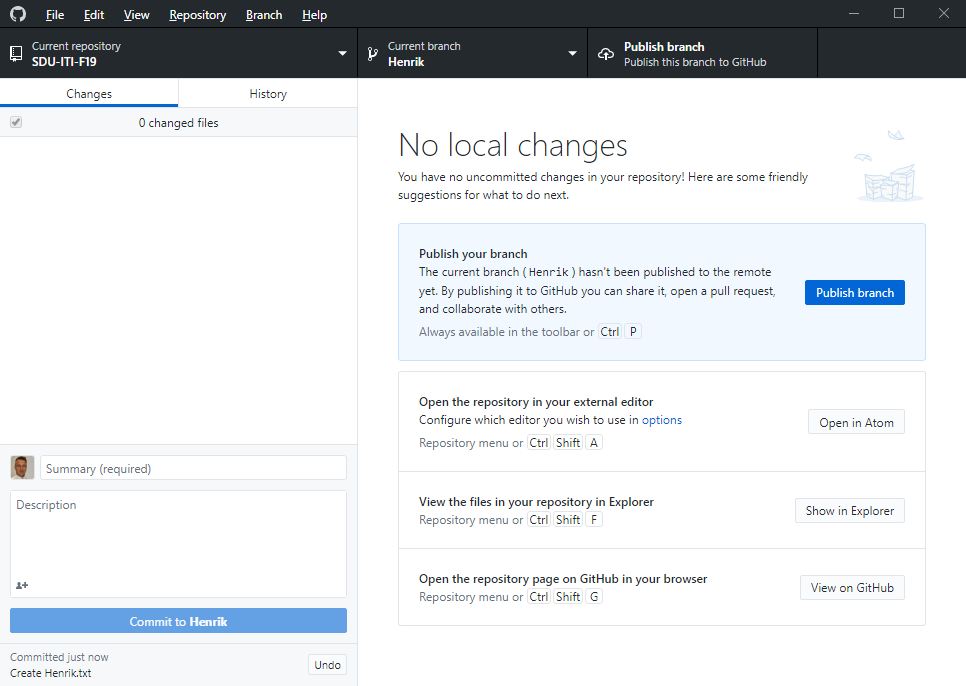 File Edit View Repository Branch Help
Current repository
SDU-ITI-F19
Current branch
Henrik
Publish branch
Publish this branch to GitHub
Changes
History
0 changed files
No local changes
You have no uncommitted changes in your repository! Here are some friendly
suggestions for what to do next.
Publish your branch
The current branch (Henrik) hasn't been published to the remote
yet. By publishing it to GitHub you can share it, open a pull request,
and collaborate with others.
Always available in the toolbar or Ctrl P
Publish branch
Open the repository in your external editor
Configure which editor you wish to use in options
Repository menu or Ctrl Shift A
Open in Atom
View the files in your repository in Explorer
Repository menu or Ctrl Shift F
Show in Explorer
Open the repository page on GitHub in your browser
Repository menu or Ctrl Shift G
View on GitHub
Summary (required)
Description
Commit to Henrik
Committed just now
Create Henrik.txt
Undo